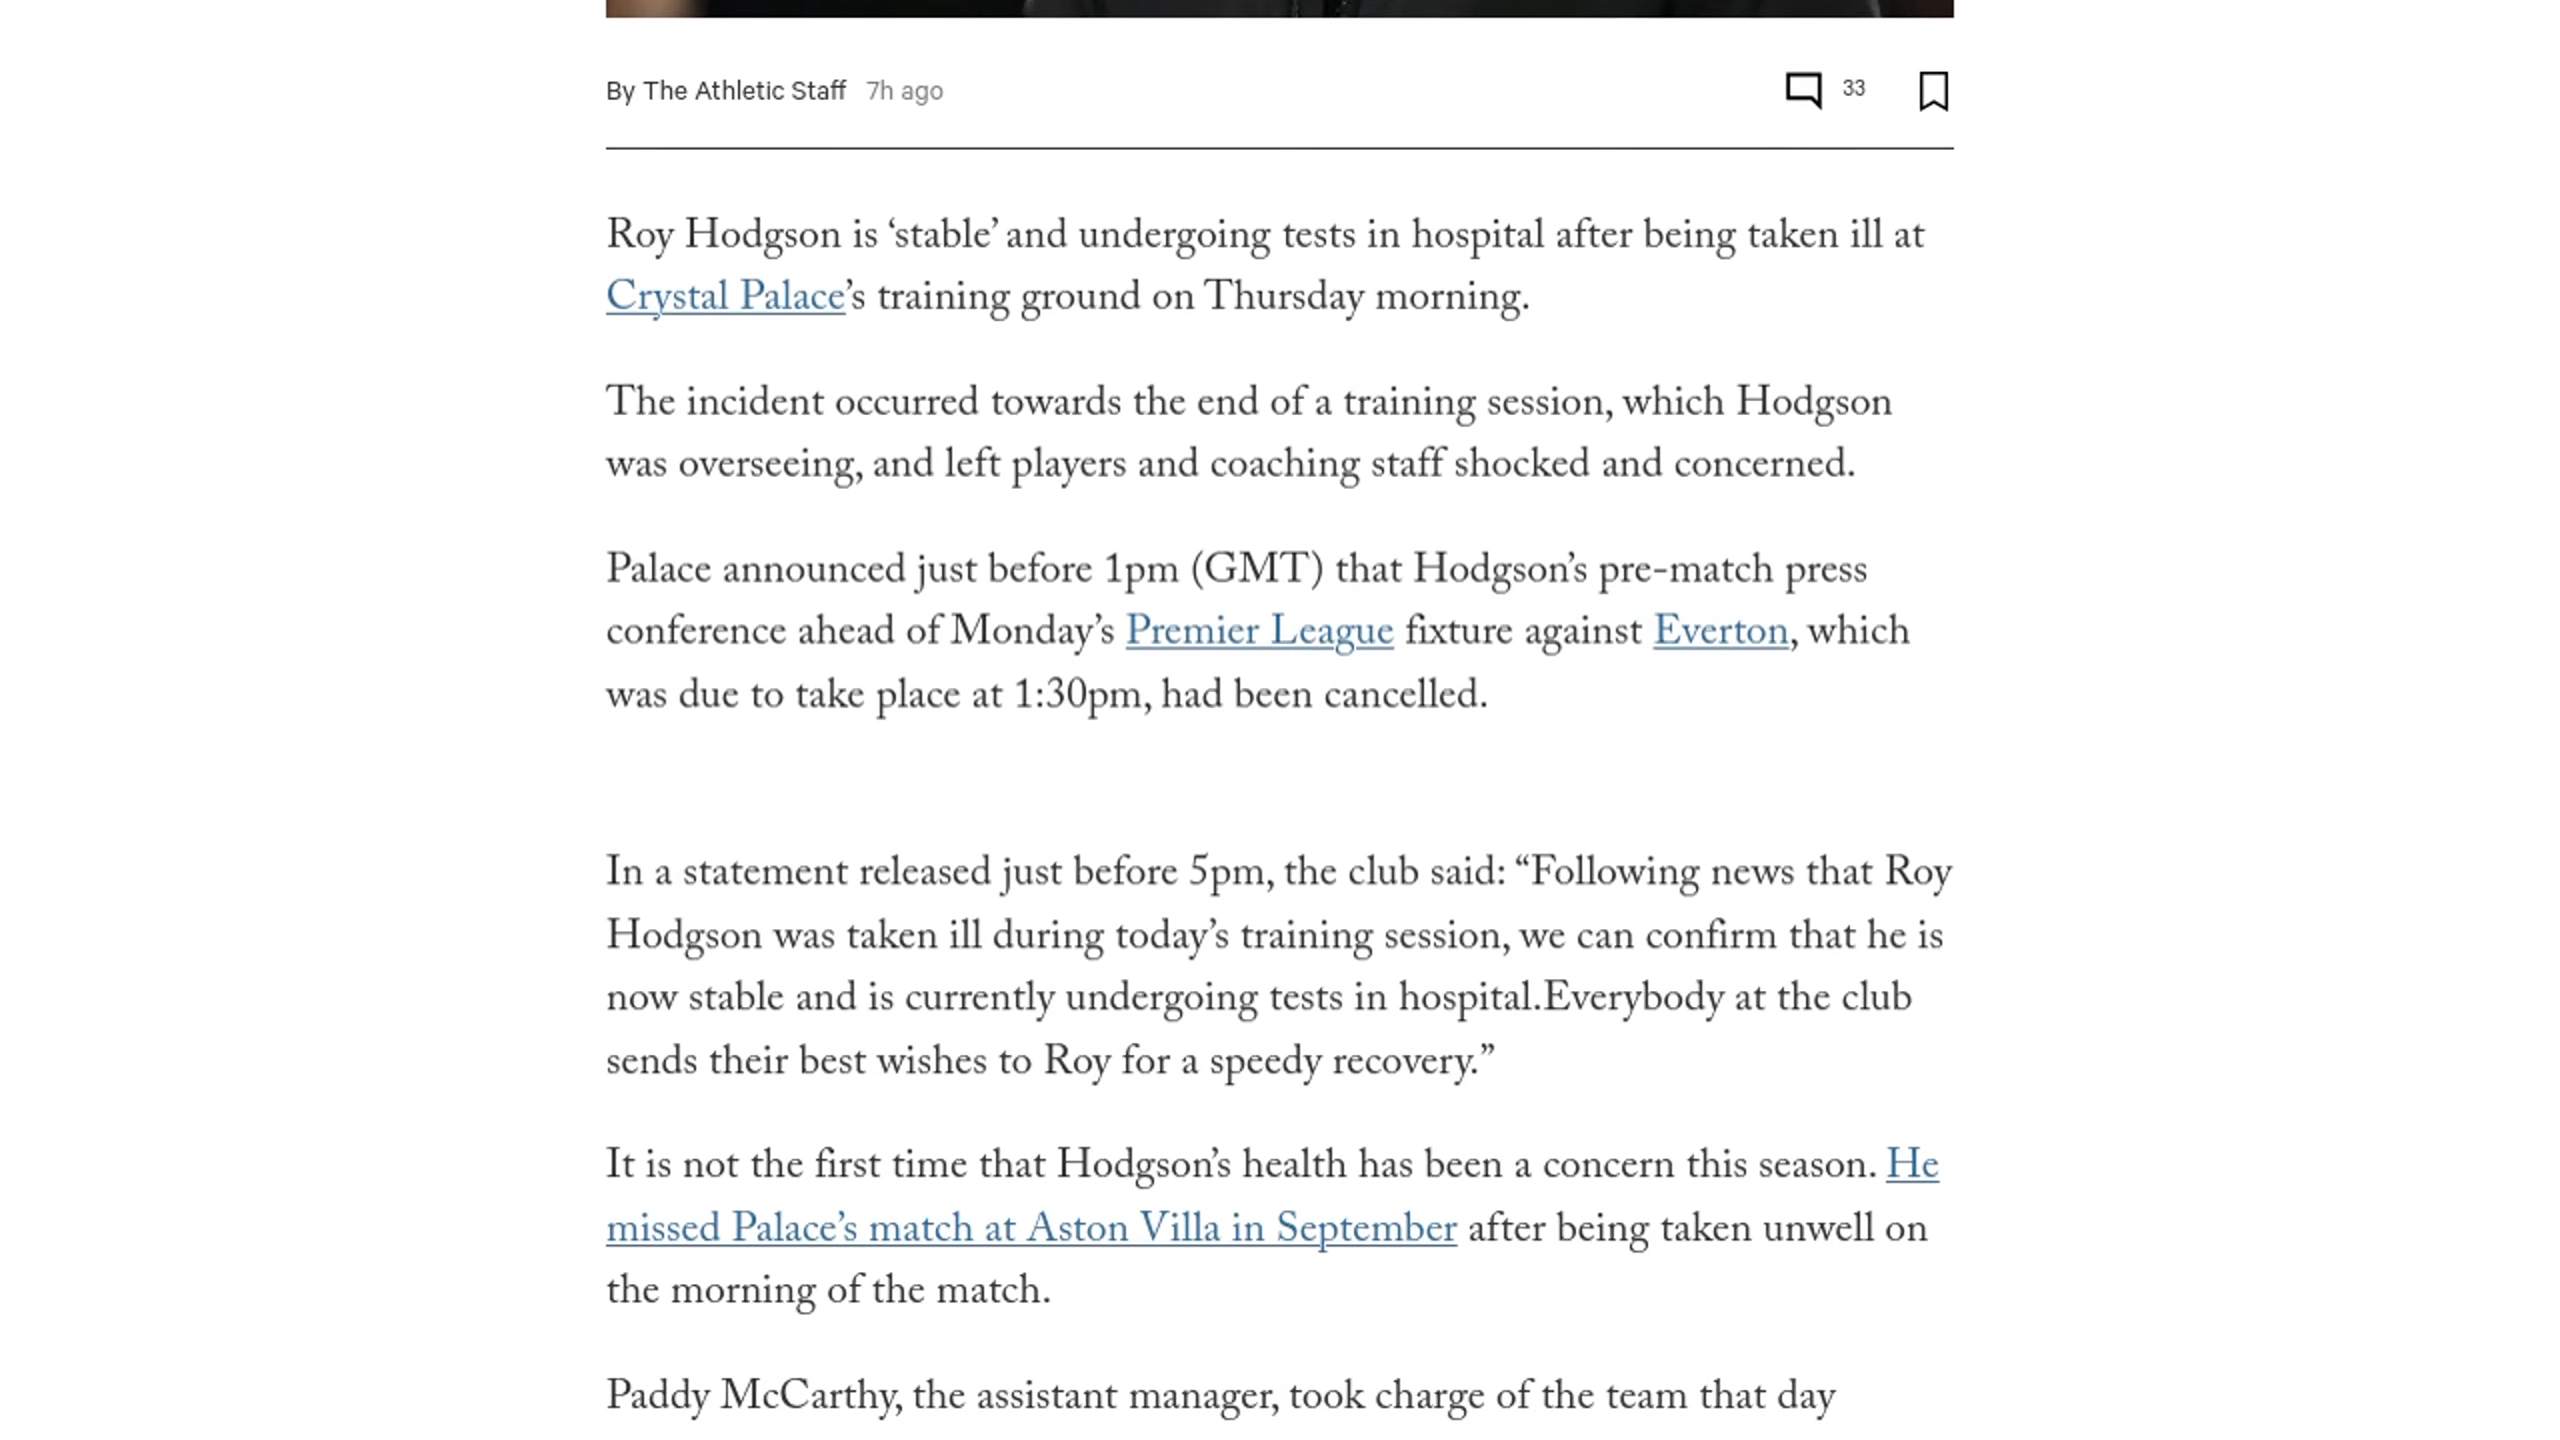 By The Athletic Staff 7h ago
33
Roy Hodgson is ‘stable’ and undergoing tests in hospital after being taken ill at
Crystal Palace’s training ground on Thursday morning.
The incident occurred towards the end of a training session, which Hodgson
was overseeing, and left players and coaching staff shocked and concerned.
Palace announced just before 1pm (GMT) that Hodgson’s pre-match press
conference ahead of Monday’s Premier League fixture against Everton, which
was due to take place at 1:30pm, had been cancelled.
In a statement released just before 5pm, the club said: “Following news that Roy
Hodgson was taken ill during today’s training session, we can confirm that he is
now stable and is currently undergoing tests in hospital.Everybody at the club
sends their best wishes to Roy for a speedy recovery.”
It is not the first time that Hodgson’s health has been a concern this season. He
missed Palace’s match at Aston Villa in September after being taken unwell on
the morning of the match.
Paddy McCarthy, the assistant manager, took charge of the team that day